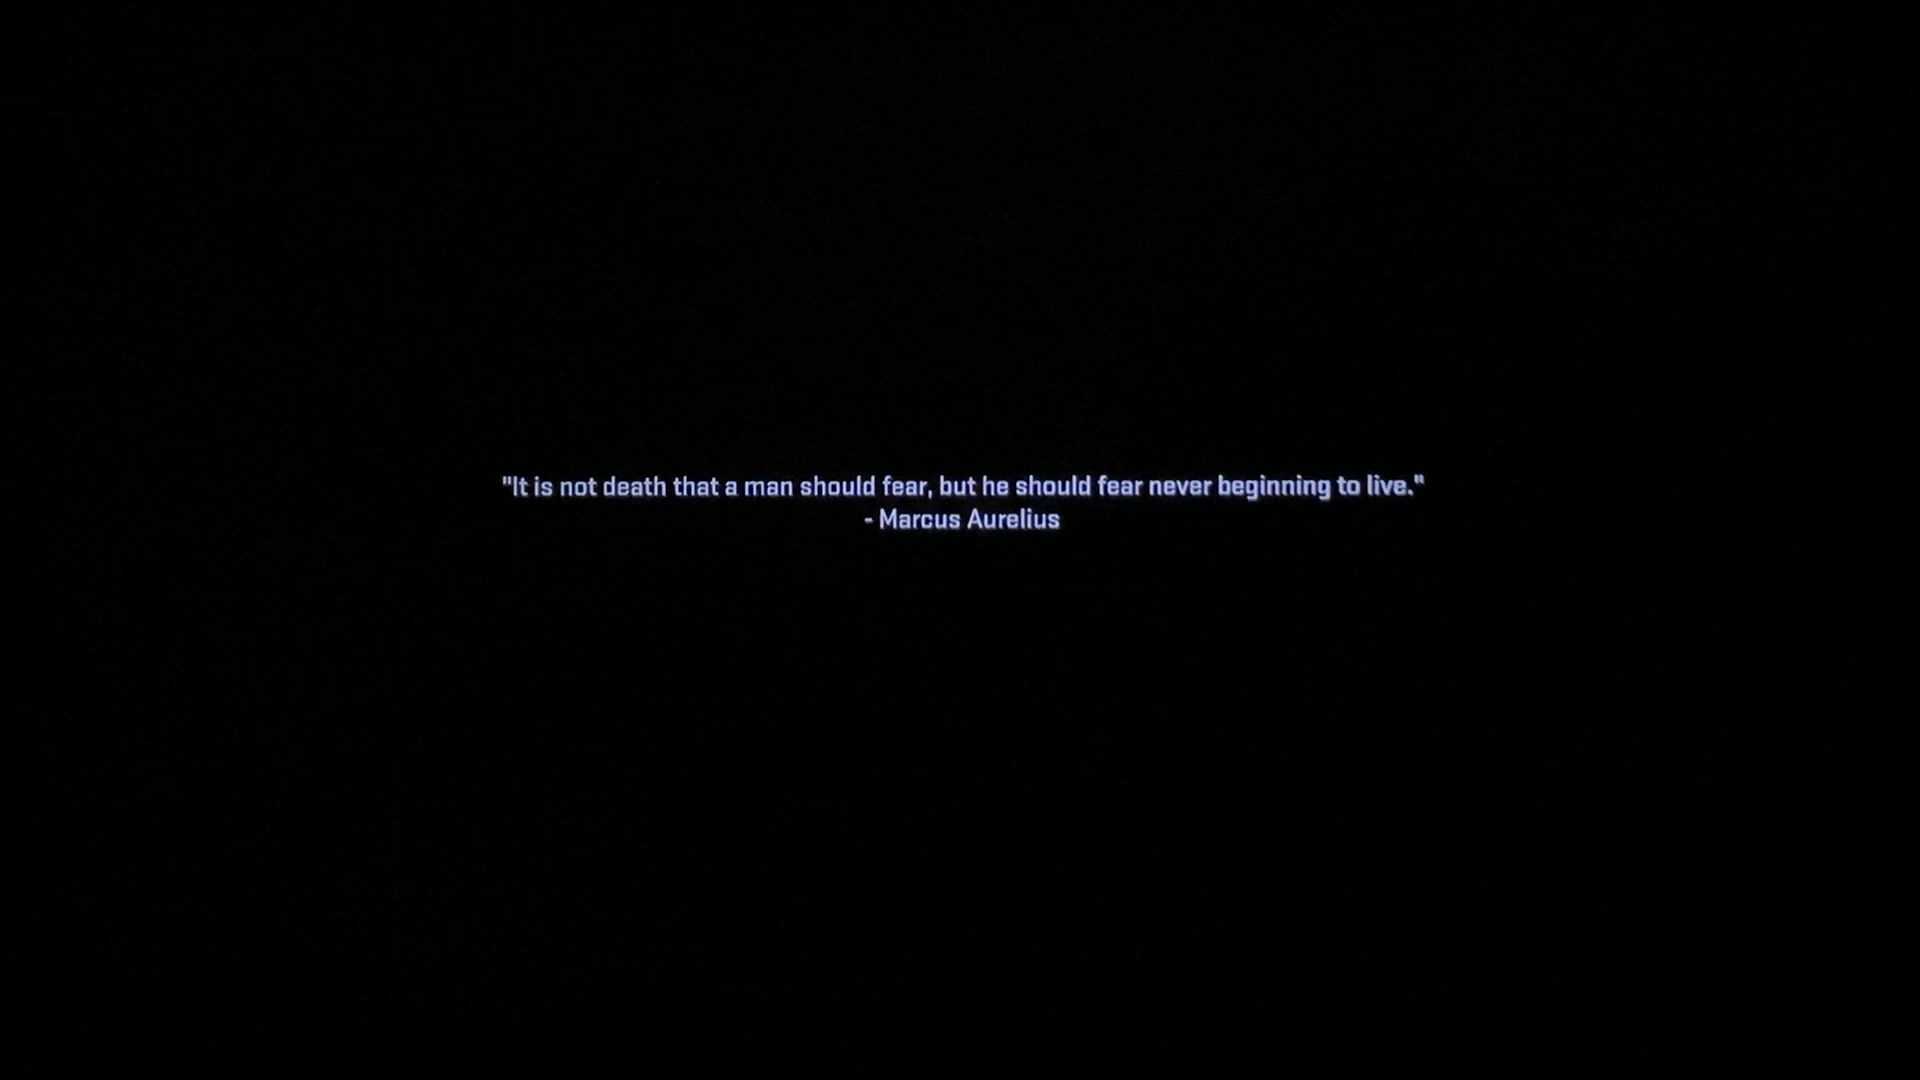 "It is not death that a man should fear, but he should fear never beginning to live."
- Marcus Aurelius